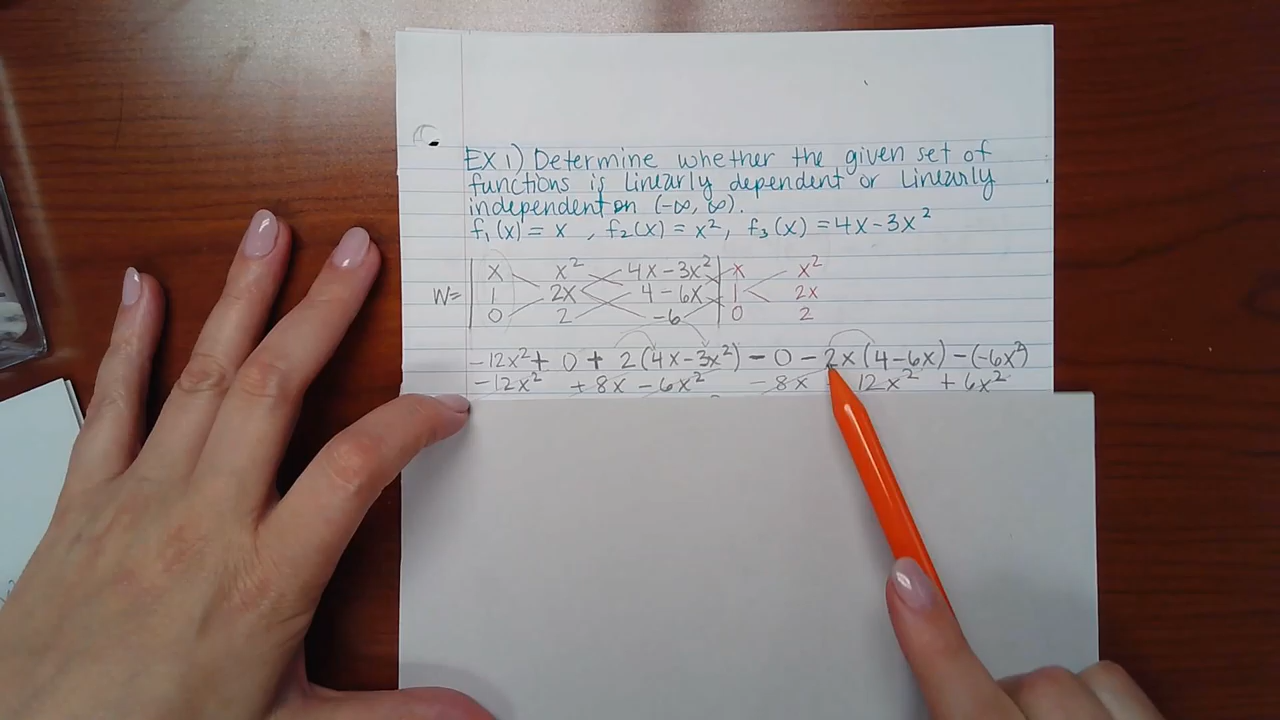 EX 1) Determine whether the given set of
functions is linearly dependent or linearly
independent on (-∞, ∞).
f₁(x) = x , f₂(x) = x², f₃(x) = 4x-3x²
x x² 4x-3x² x x²
W= 1 2x 4-6x 1 2x
0 2 -6 0 2
-12x² + 0 + 2(4x-3x²) - 0 - 2x(4-6x) - (-6x²)
-12x² + 8x - 6x² - 8x 12x² + 6x²